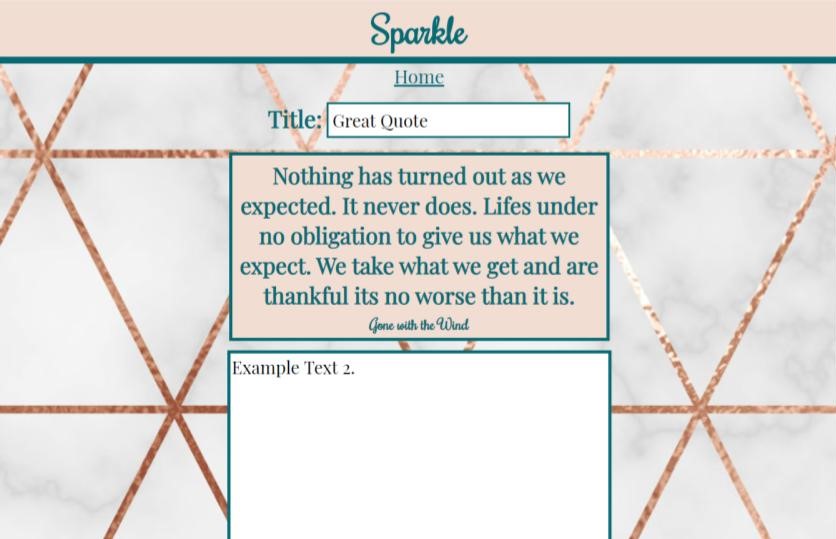 Sparkle
Home
Title: Great Quote
Nothing has turned out as we
expected. It never does. Lifes under
no obligation to give us what we
expect. We take what we get and are
thankful its no worse than it is.
Gone with the Wind
Example Text 2.